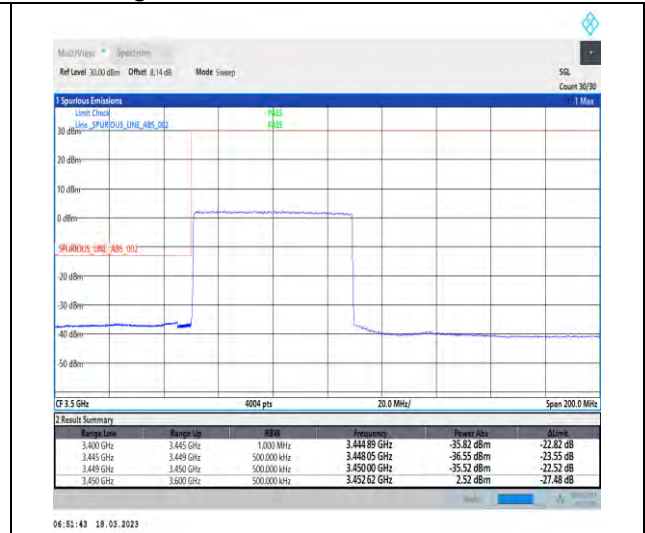 MultiView Spectrum
Ref Level 30.00 dBm Offset 8.14 dB Mode Sweep SGL
Count 30/30
1 Spurious Emissions 1 Max
Limit Check PASS
Line _SPURIOUS_LINE_ABS_002 PASS
30 dBm
20 dBm
10 dBm
0 dBm
_SPURIOUS_LINE_ABS_002
-20 dBm
-30 dBm
-40 dBm
-50 dBm
CF 3.5 GHz 4004 pts 20.0 MHz/ Span 200.0 MHz
2 Result Summary
Range Low Range Up RBW Frequency Power Abs ΔLimit
3.400 GHz 3.445 GHz 1.000 MHz 3.444 89 GHz -35.82 dBm -22.82 dB
3.445 GHz 3.449 GHz 500.000 kHz 3.448 05 GHz -36.55 dBm -23.55 dB
3.449 GHz 3.450 GHz 500.000 kHz 3.450 00 GHz -35.52 dBm -22.52 dB
3.450 GHz 3.600 GHz 500.000 kHz 3.452 62 GHz 2.52 dBm -27.48 dB
06:51:43 18.03.2023